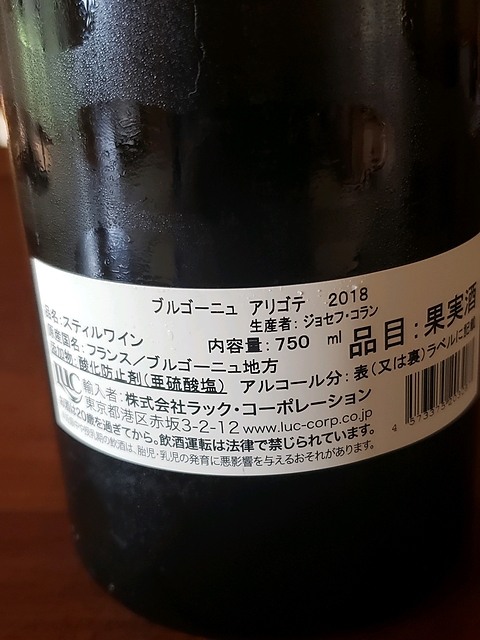 ブルゴーニュ アリゴテ 2018
生産者：ジョセフ・コラン
品名：スティルワイン
内容量：750 ml
品目：果実酒
原産国名：フランス／ブルゴーニュ地方
添加物：酸化防止剤(亜硫酸塩)
アルコール分：表(又は裏)ラベルに記載
LUC
輸入者：株式会社ラック・コーポレーション
東京都港区赤坂3-2-12 www.luc-corp.co.jp
飲酒は20歳を過ぎてから。飲酒運転は法律で禁じられています。
妊娠中や授乳期の飲酒は、胎児・乳児の発育に悪影響を与えるおそれがあります。